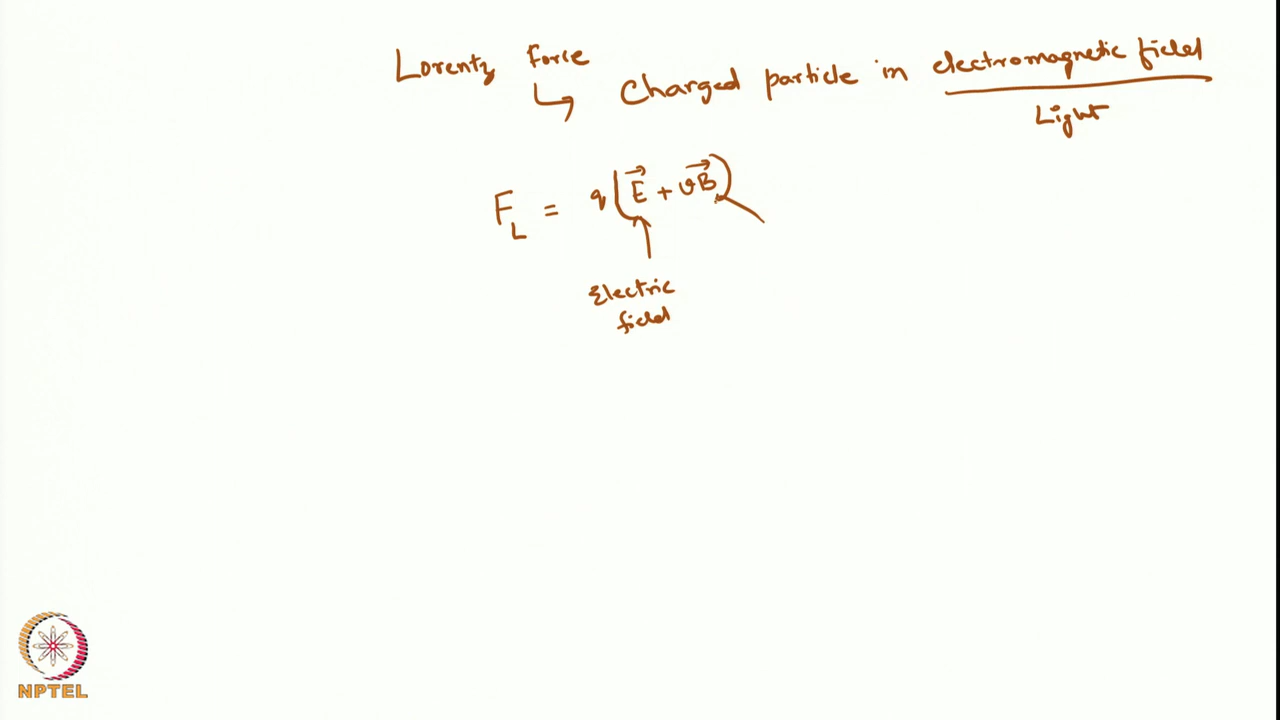 Lorentz force
↳ Charged particle in electromagnetic field
Light
F_L = q(E⃗ + vB⃗)
Electric
field
NPTEL